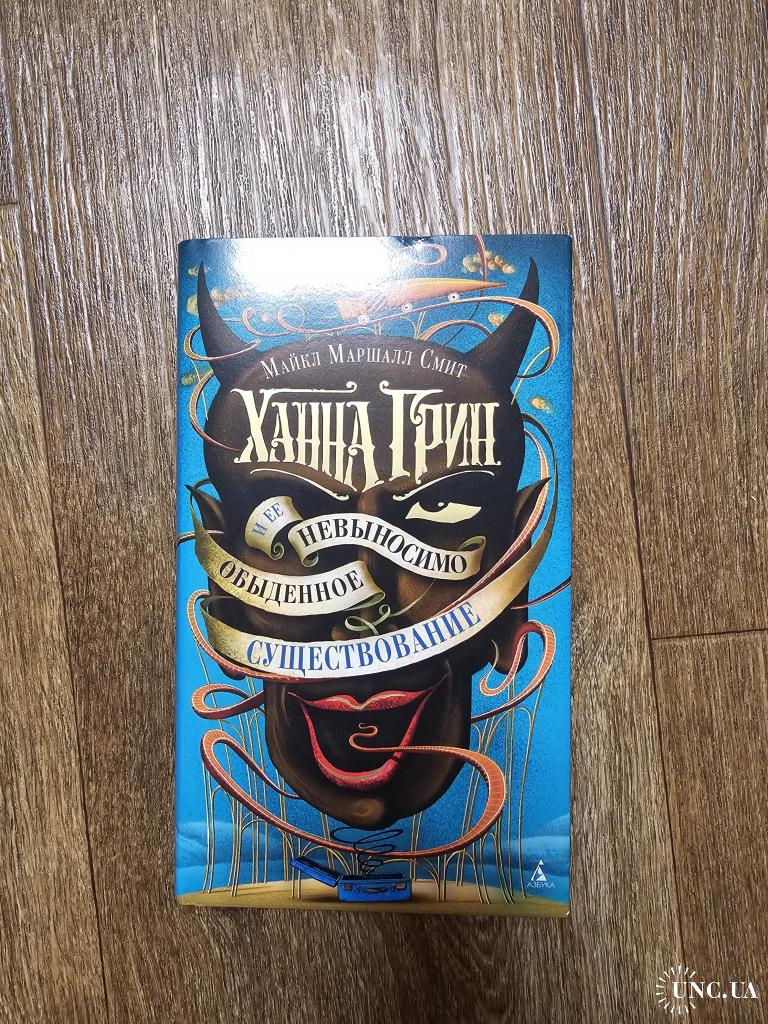 Майкл Маршалл Смит
ХАННА ГРИН
И ЕЕ
НЕВЫНОСИМО
ОБЫДЕННОЕ
СУЩЕСТВОВАНИЕ
АЗБУКА
UNC.UA